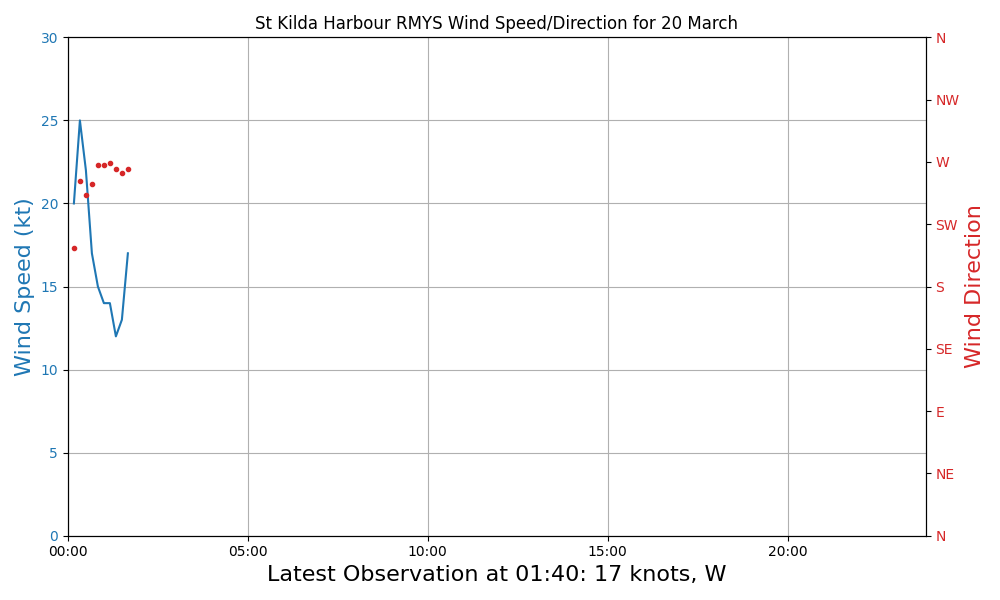 St Kilda Harbour RMYS Wind Speed/Direction for 20 March
30
25
20
15
10
5
0
Wind Speed (kt)
N
NW
W
SW
S
SE
E
NE
N
Wind Direction
00:00
05:00
10:00
15:00
20:00
Latest Observation at 01:40: 17 knots, W